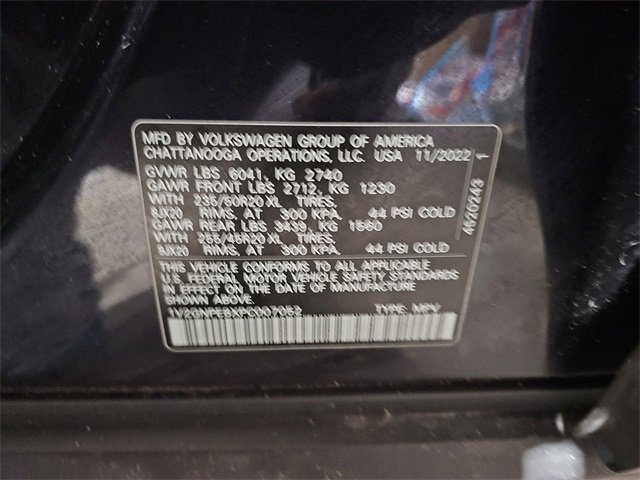 MFD BY VOLKSWAGEN GROUP OF AMERICA
CHATTANOOGA OPERATIONS, LLC. USA 11/2022 1
GVWR LBS 6041, KG 2740
GAWR FRONT LBS 2712, KG 1230
WITH 235/50R20 XL TIRES,
8JX20 RIMS, AT 300 KPA, 44 PSI COLD
GAWR REAR LBS 3439, KG 1560
WITH 255/45R20 XL TIRES,
8JX20 RIMS, AT 300 KPA, 44 PSI COLD
4620243
THIS VEHICLE CONFORMS TO ALL APPLICABLE
U.S. FEDERAL MOTOR VEHICLE SAFETY STANDARDS
IN EFFECT ON THE DATE OF MANUFACTURE
SHOWN ABOVE.
1V2GNPE8XPC007052 TYPE: MPV